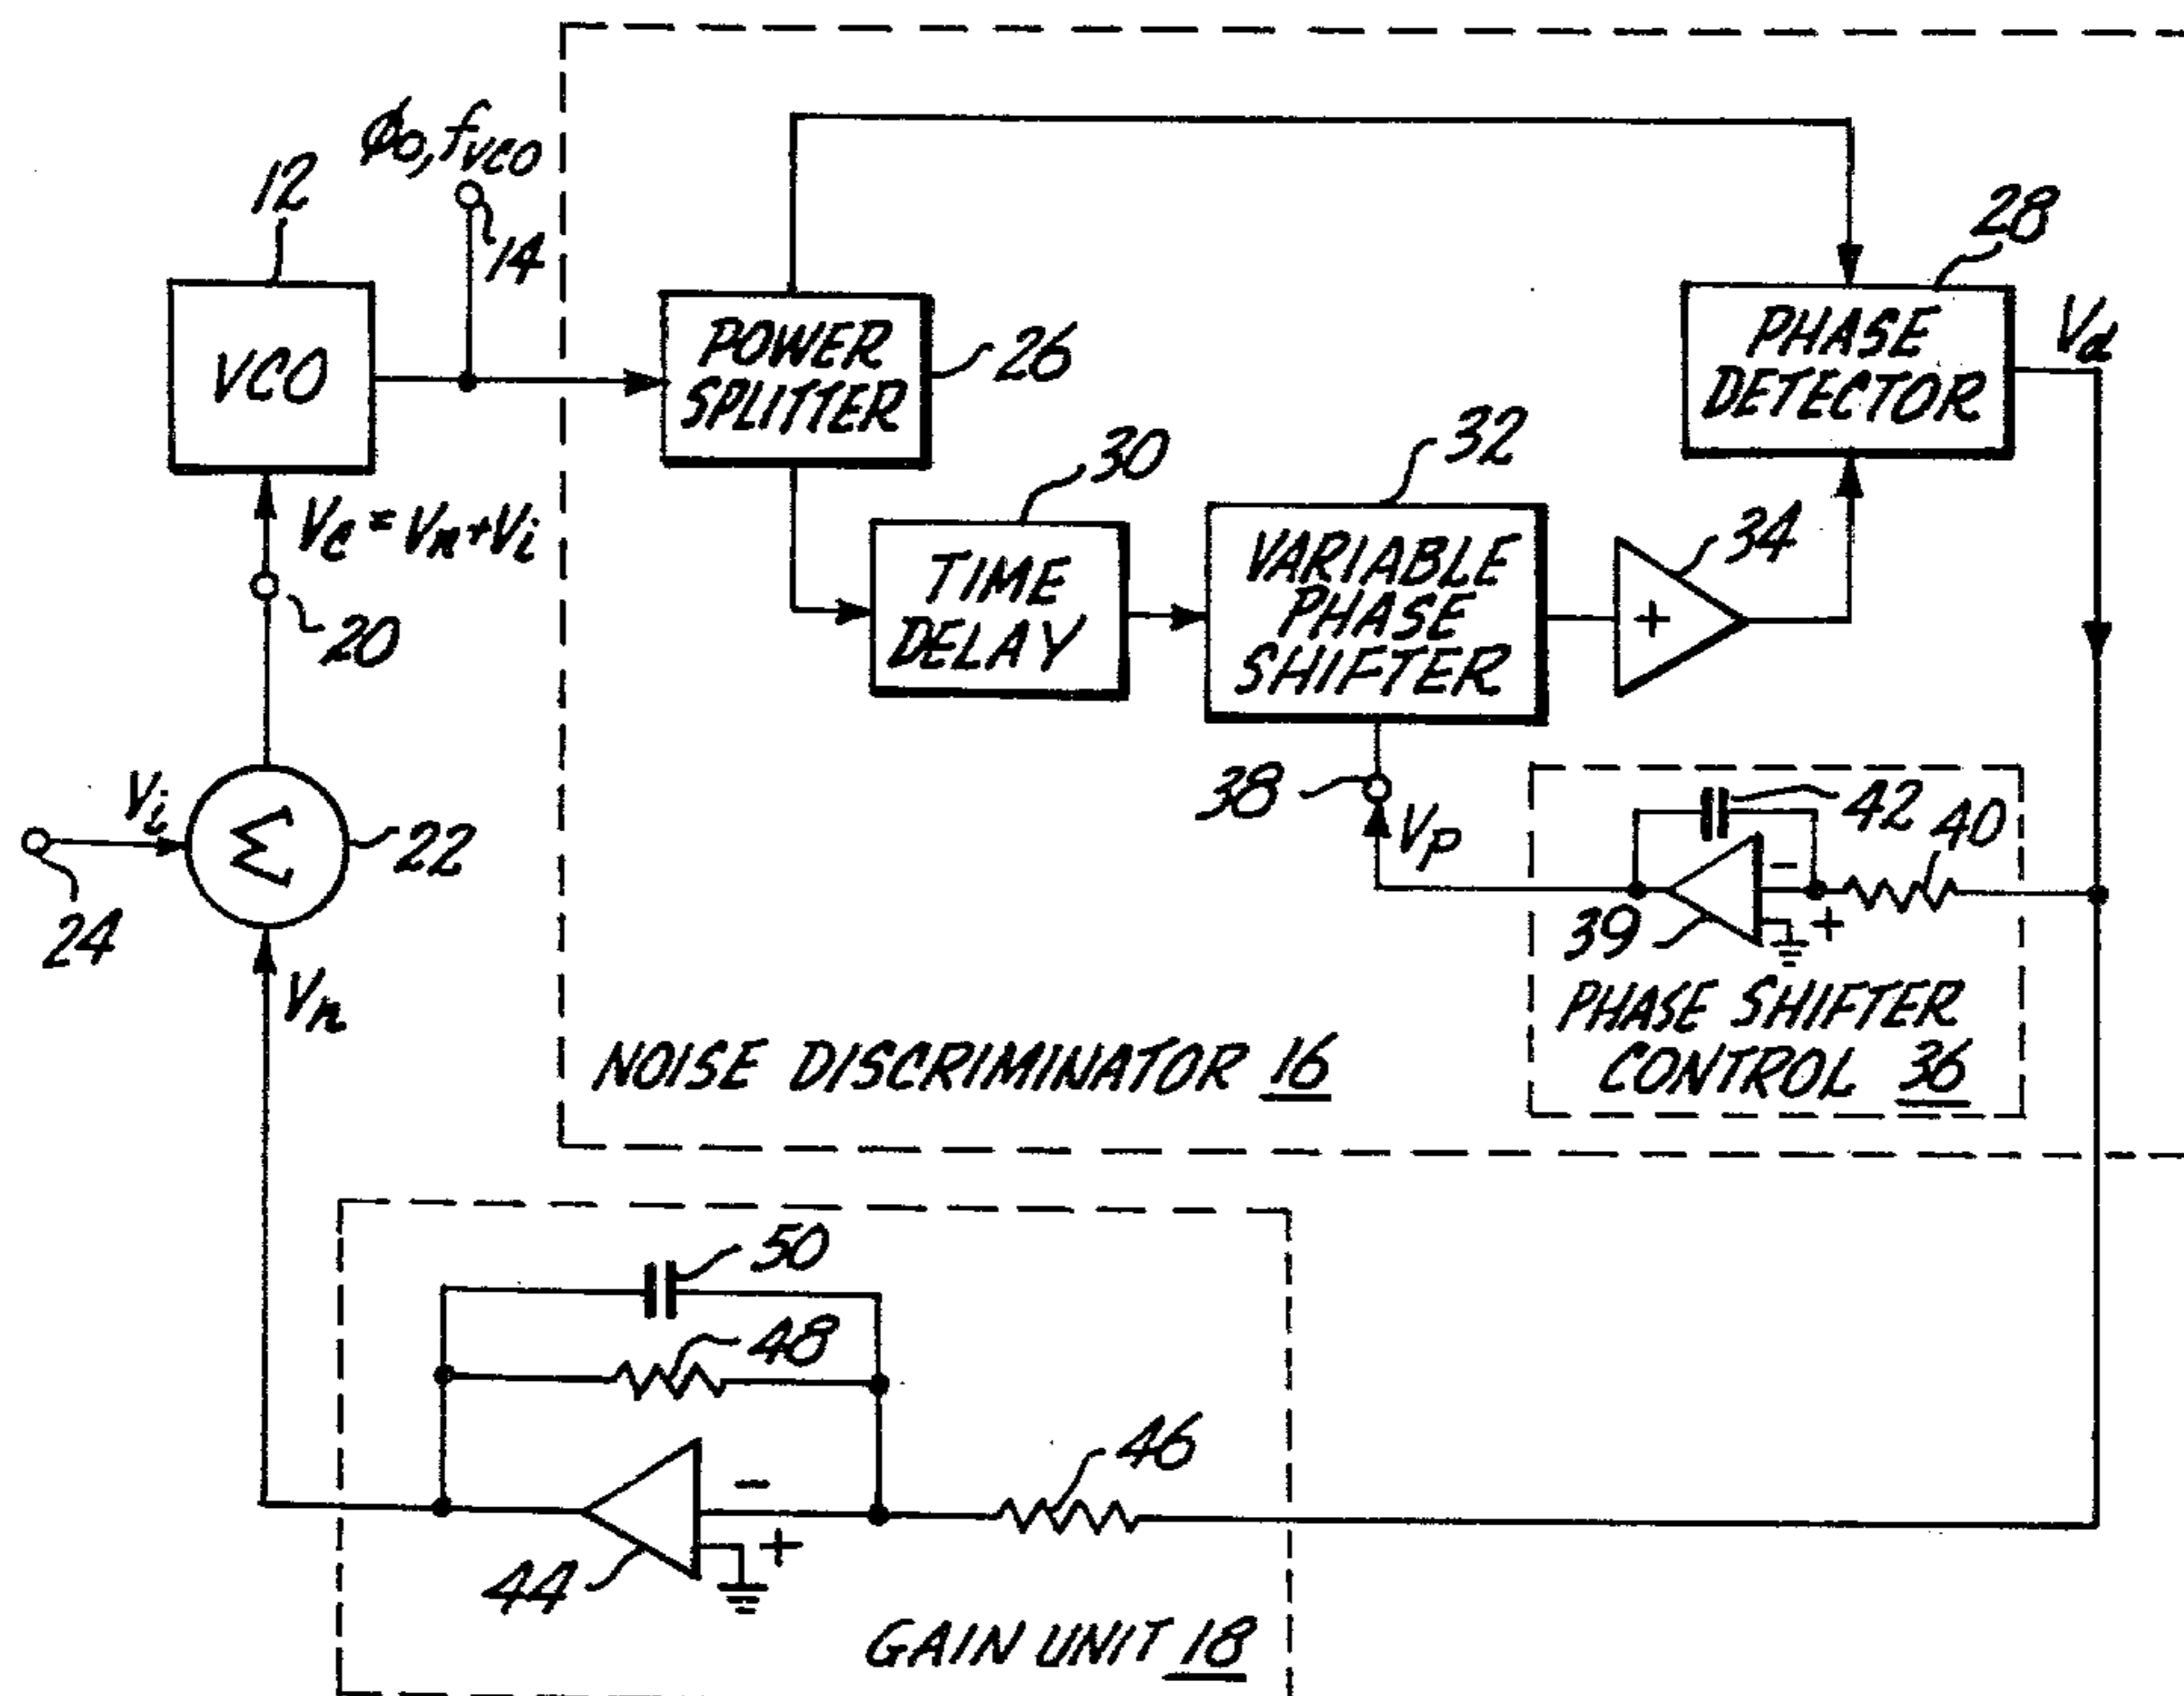 φ₀, fVCO
12
14
28
VCO
POWER
SPLITTER
26
PHASE
DETECTOR
Vd
30
32
Vc = Vn + Vi
20
TIME
DELAY
VARIABLE
PHASE
SHIFTER
+
34
Vi
Σ
22
24
38
VP
42
40
-
+
39
PHASE SHIFTER
CONTROL 36
Vn
NOISE DISCRIMINATOR 16
50
48
46
-
+
44
GAIN UNIT 18